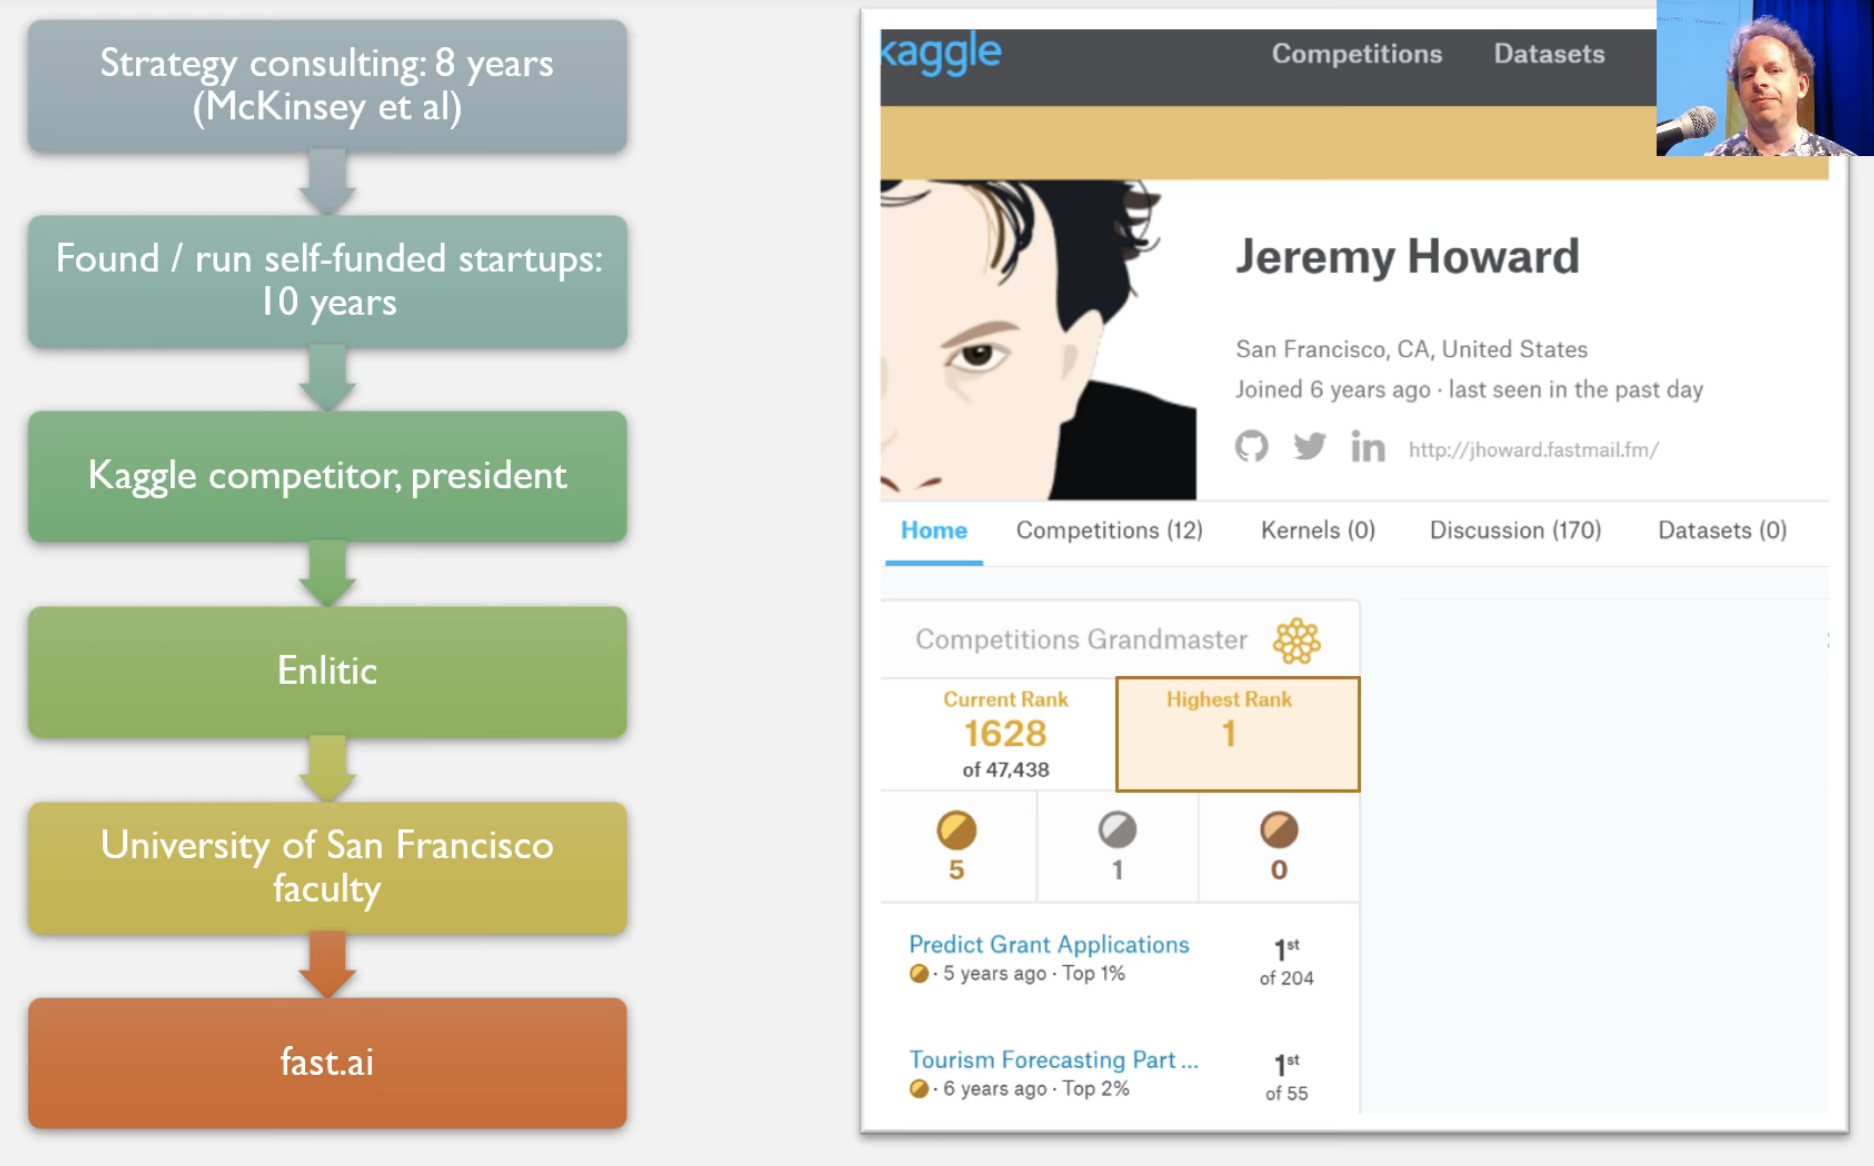 Strategy consulting: 8 years
(McKinsey et al)
Found / run self-funded startups:
10 years
Kaggle competitor, president
Enlitic
University of San Francisco
faculty
fast.ai
kaggle
Competitions
Datasets
Jeremy Howard
San Francisco, CA, United States
Joined 6 years ago · last seen in the past day
in
http://jhoward.fastmail.fm/
Home
Competitions (12)
Kernels (0)
Discussion (170)
Datasets (0)
Competitions Grandmaster
Current Rank
1628
of 47,438
Highest Rank
1
5
1
0
Predict Grant Applications
1st
· 5 years ago · Top 1%
of 204
Tourism Forecasting Part ...
1st
· 6 years ago · Top 2%
of 55